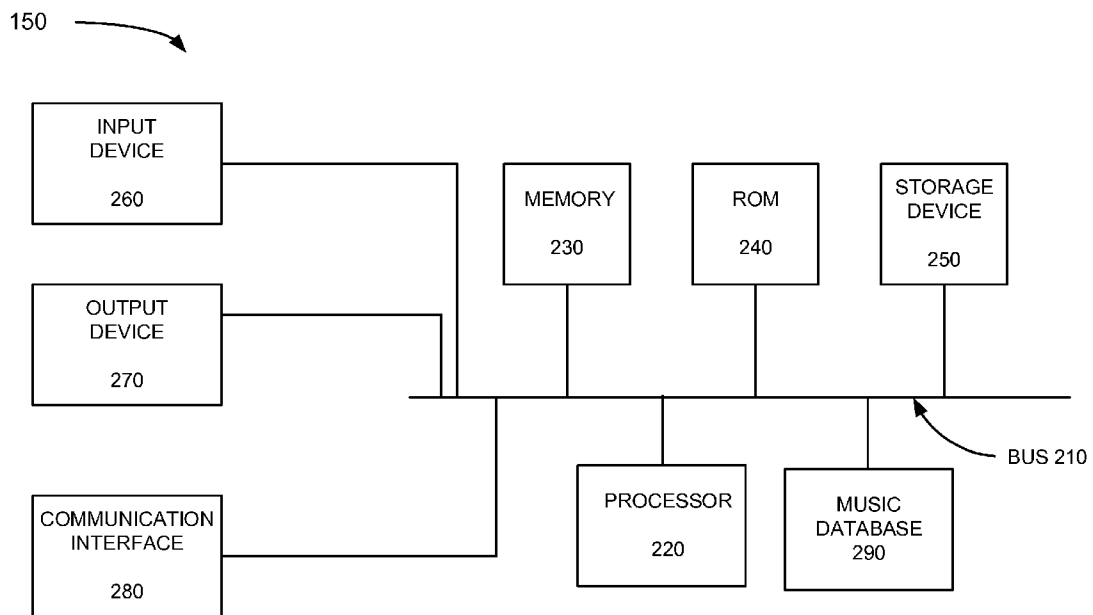 150
INPUT
DEVICE
260
MEMORY
230
ROM
240
STORAGE
DEVICE
250
OUTPUT
DEVICE
270
BUS 210
COMMUNICATION
INTERFACE
280
PROCESSOR
220
MUSIC
DATABASE
290